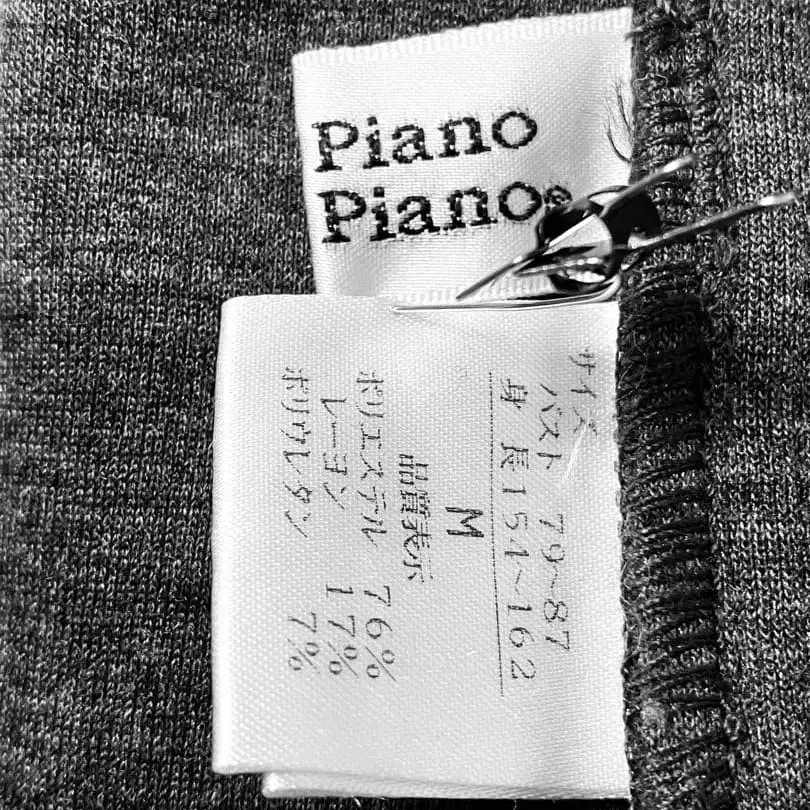 Piano
Piano®
サイズ
バスト 79~87
身 長154~162
M
品質表示
ポリエステル 76%
レーヨン 17%
ポリウレタン 7%